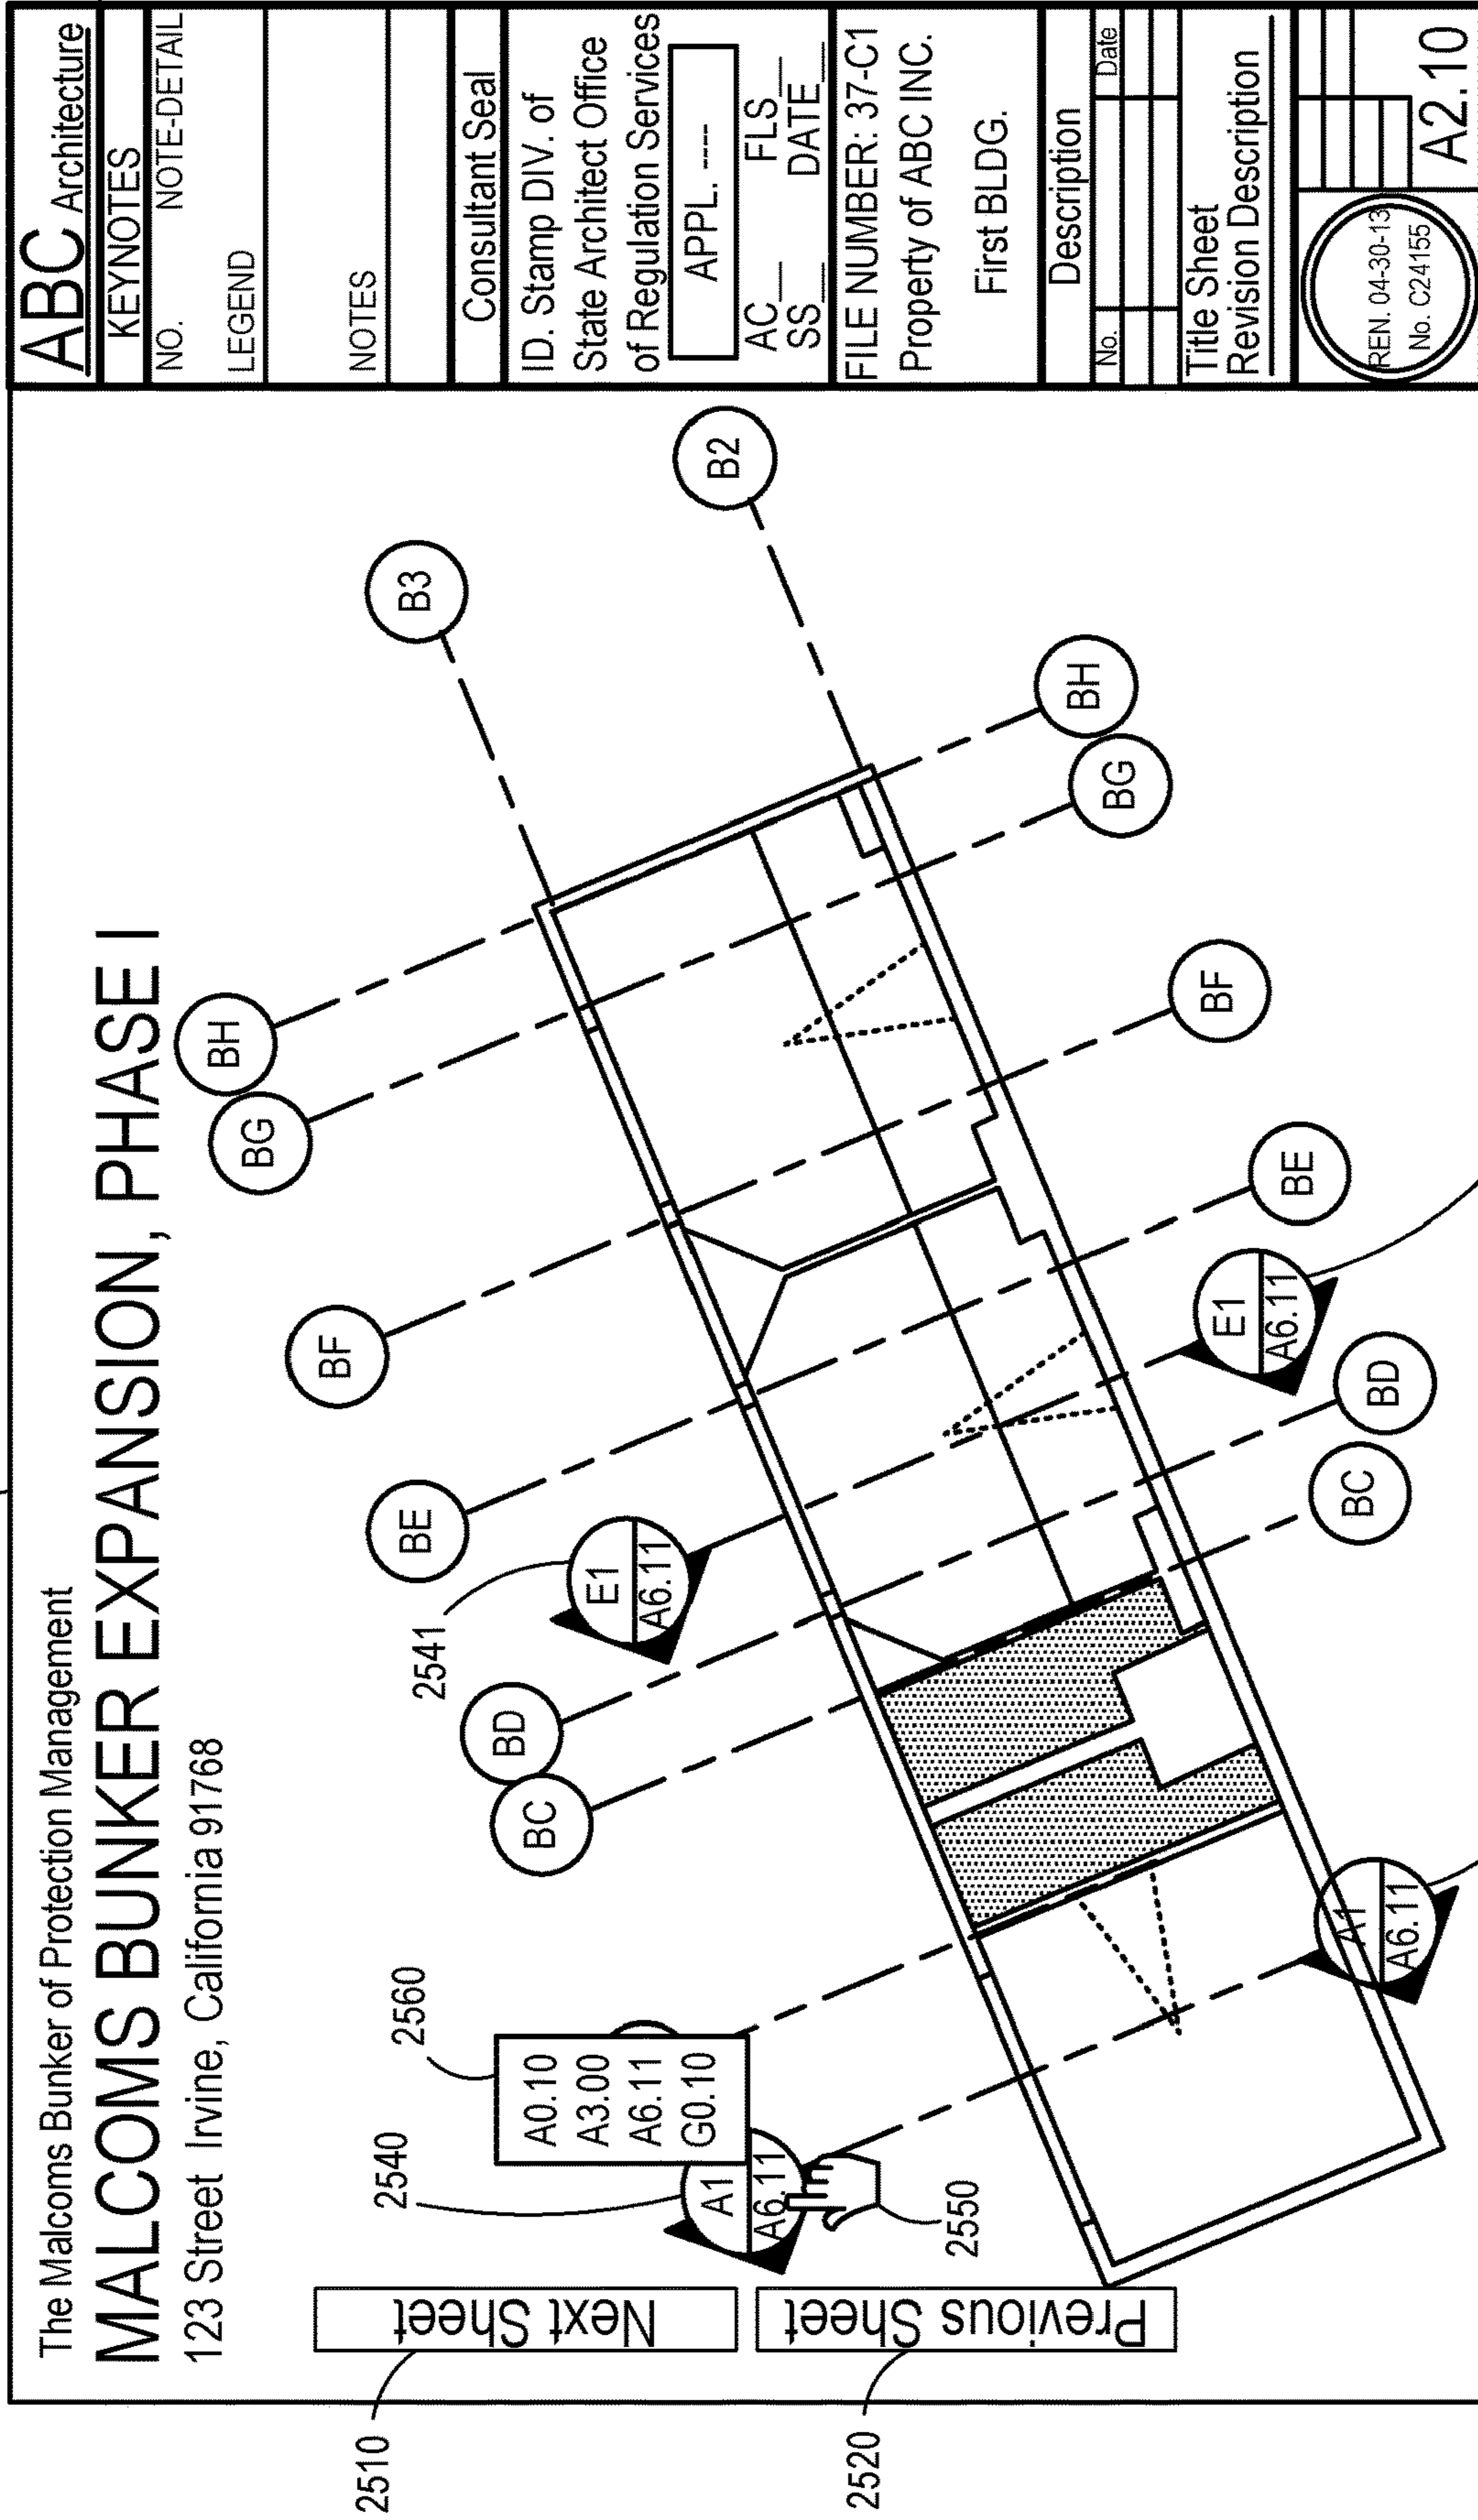 The Malcoms Bunker of Protection Management
MALCOMS BUNKER EXPANSION, PHASE I
123 Street Irvine, California 91768
2510
Next Sheet
2520
Previous Sheet
2540
A1
A6.11
2550
2560
A0.10
A3.00
A6.11
G0.10
BC
BD
2541
E1
A6.11
BE
BF
BG
BH
B3
B2
BH
BG
BF
BE
E1
A6.11
BD
BC
A1
A6.11
ABC Architecture
KEYNOTES
NO. NOTE-DETAIL
LEGEND
NOTES
Consultant Seal
ID. Stamp DIV. of
State Architect Office
of Regulation Services
APPL. ----
AC__ FLS__
SS__ DATE__
FILE NUMBER: 37-C1
Property of ABC INC.
First BLDG.
Description
No. Date
Title Sheet
Revision Description
REN. 04-30-13
No. C24155
A2.10